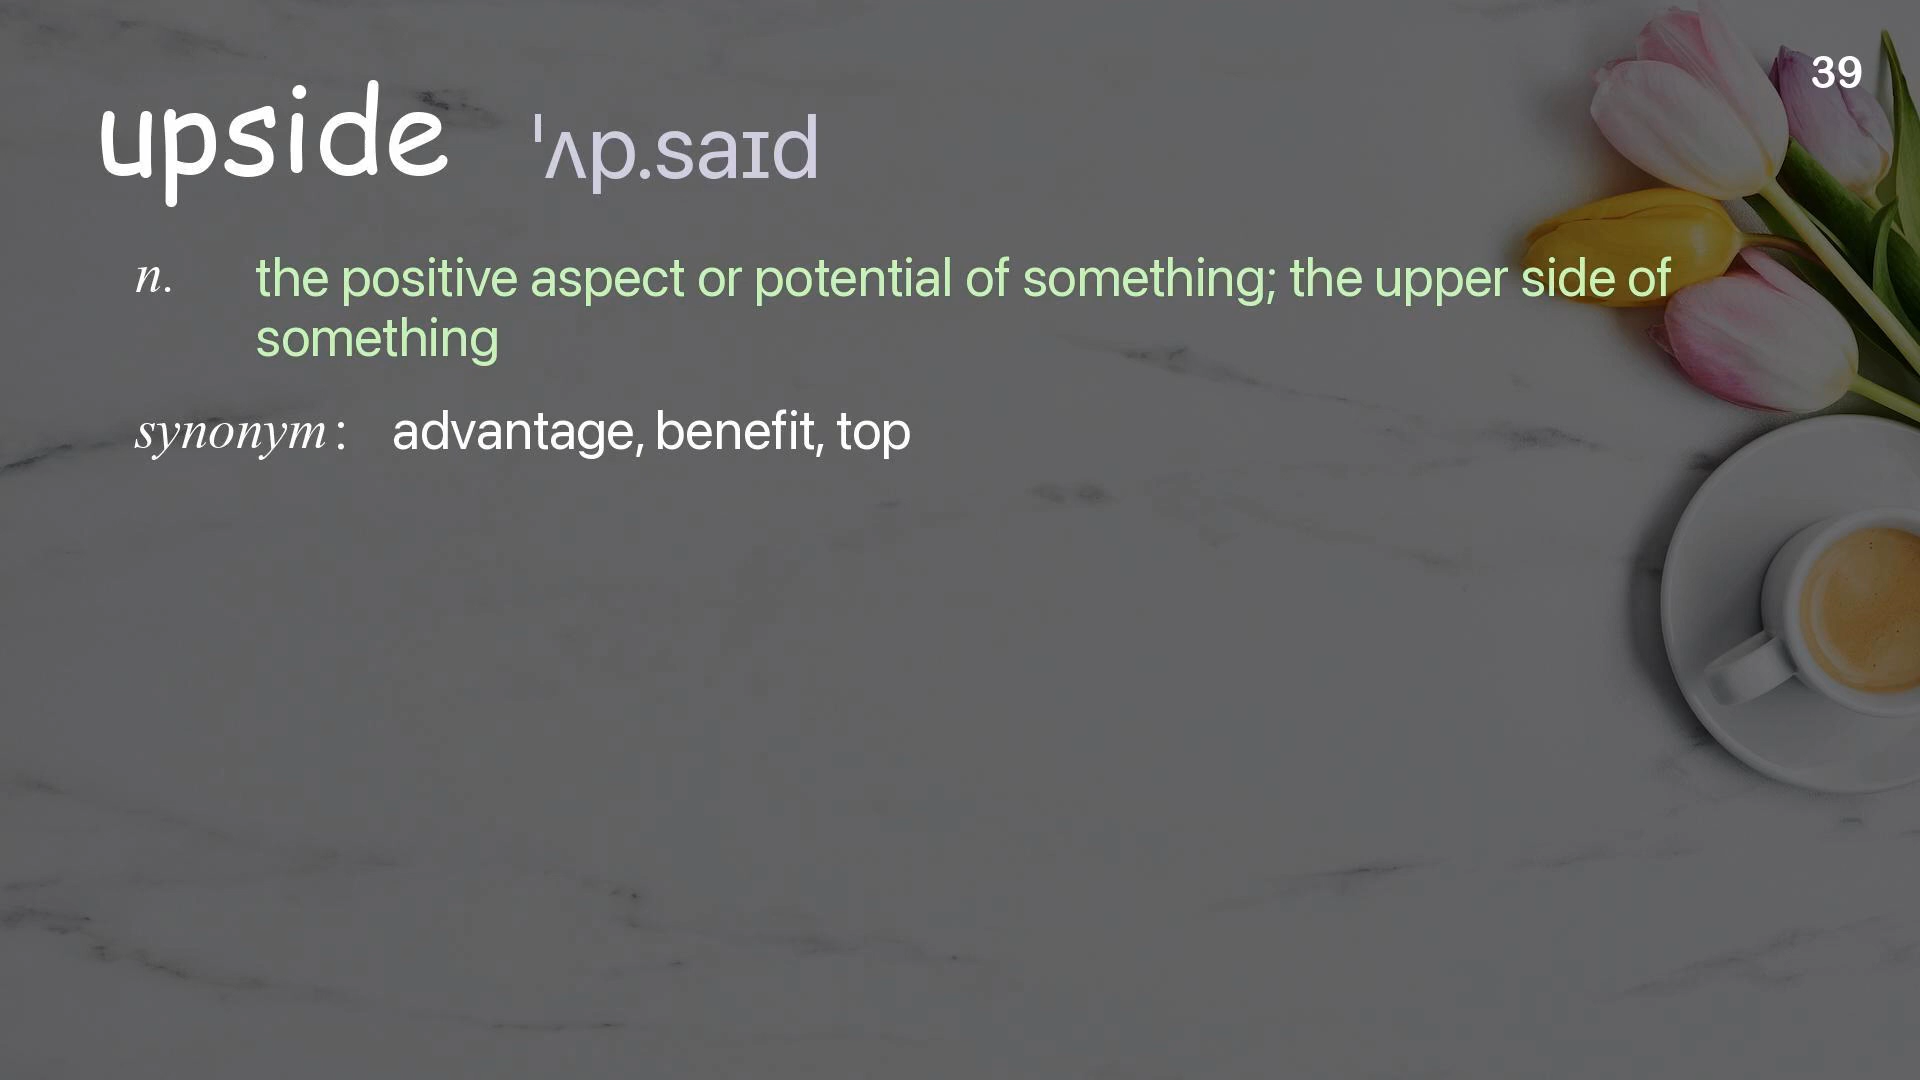 39
upside ˈʌp.saɪd
n. the positive aspect or potential of something; the upper side of
something
synonym: advantage, benefit, top